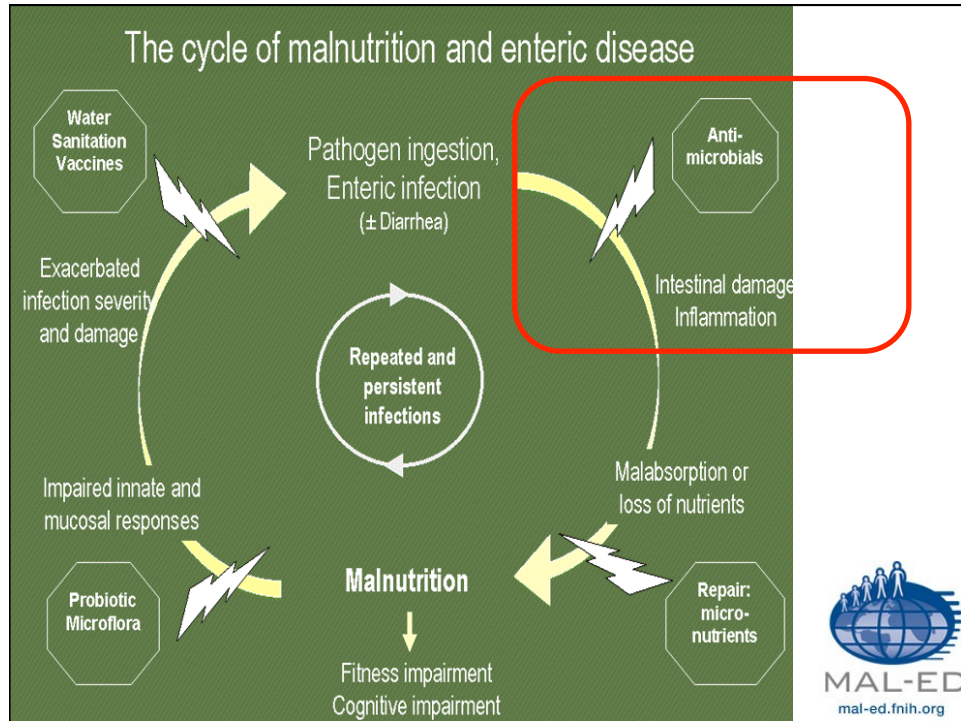 The cycle of malnutrition and enteric disease
Water
Sanitation
Vaccines
Pathogen ingestion,
Enteric infection
(± Diarrhea)
Anti-
microbials
Exacerbated
infection severity
and damage
Intestinal damage
Inflammation
Repeated and
persistent
infections
Impaired innate and
mucosal responses
Malabsorption or
loss of nutrients
Probiotic
Microflora
Malnutrition
Repair:
micro-
nutrients
Fitness impairment
Cognitive impairment
MAL-ED
mal-ed.fnih.org